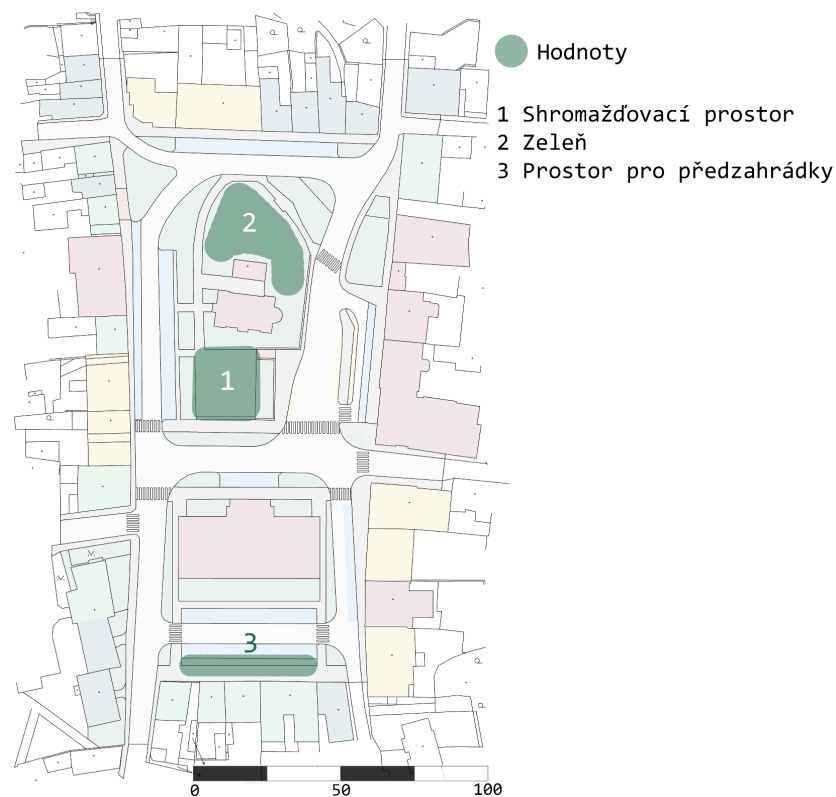 Hodnoty
1 Shromažďovací prostor
2 Zeleň
3 Prostor pro předzahrádky
2
1
3
0 50 100